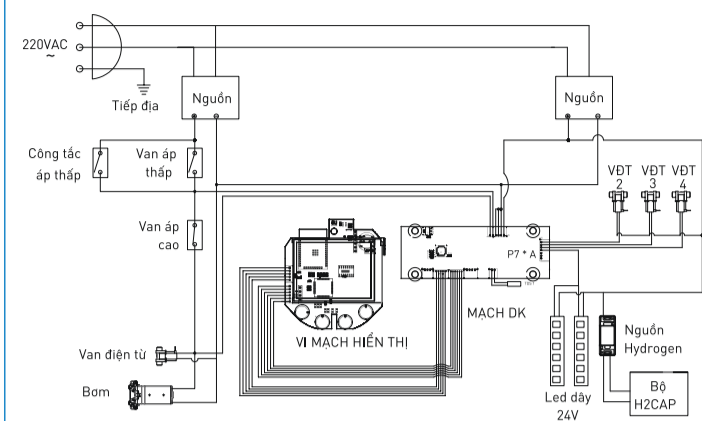 220VAC
~
Tiếp địa
Nguồn
Nguồn
Công tắc
áp thấp
Van áp
thấp
VĐT
2
VĐT
3
VĐT
4
Van áp
cao
P7 * A
MẠCH DK
VI MẠCH HIỂN THỊ
Van điện từ
Bơm
Nguồn
Hydrogen
Led dây
24V
Bộ
H2CAP